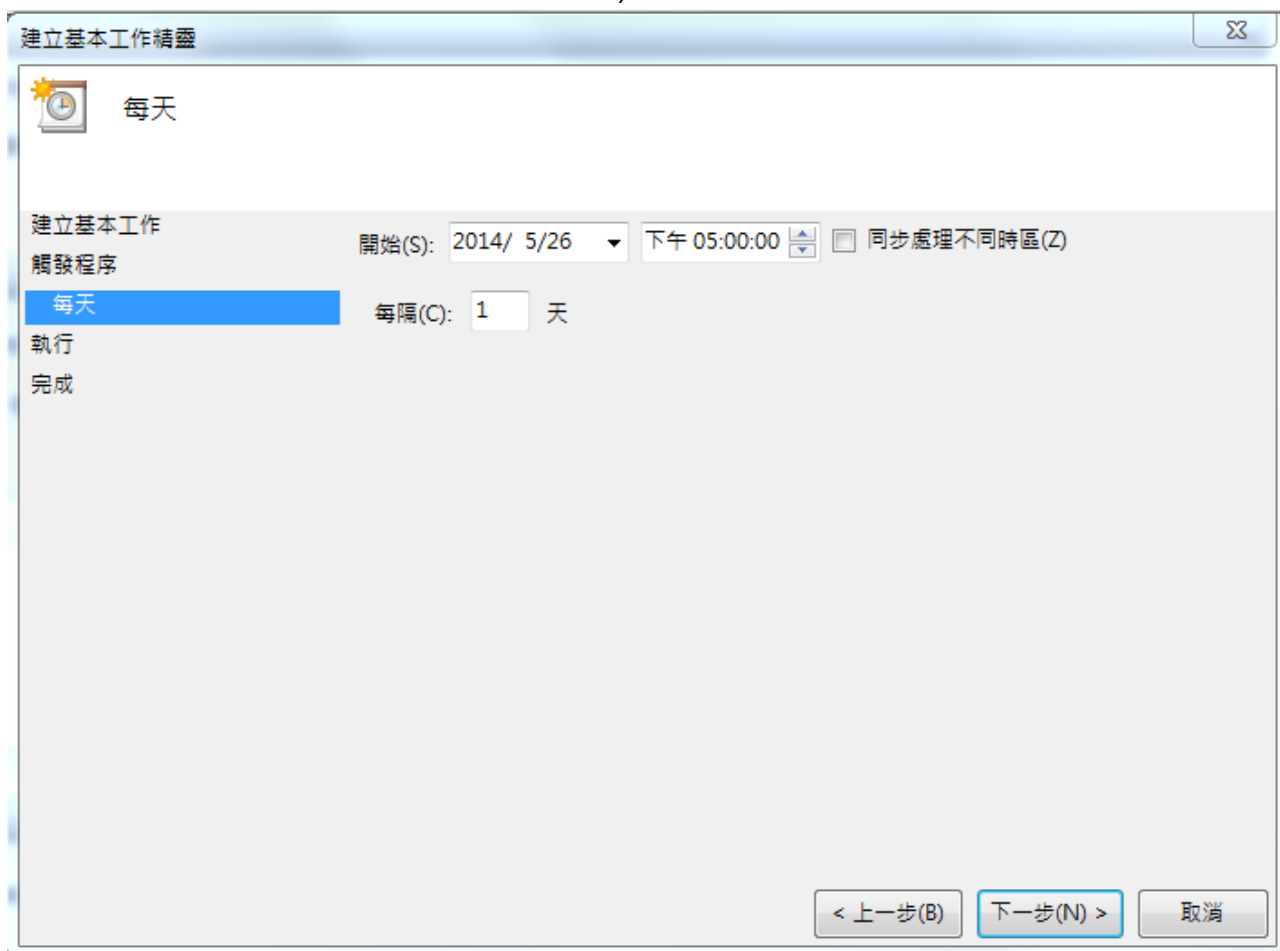 建立基本工作精靈
每天
建立基本工作
觸發程序
每天
執行
完成
開始(S): 2014/ 5/26 下午 05:00:00 同步處理不同時區(Z)
每隔(C): 1 天
< 上一步(B) 下一步(N) > 取消